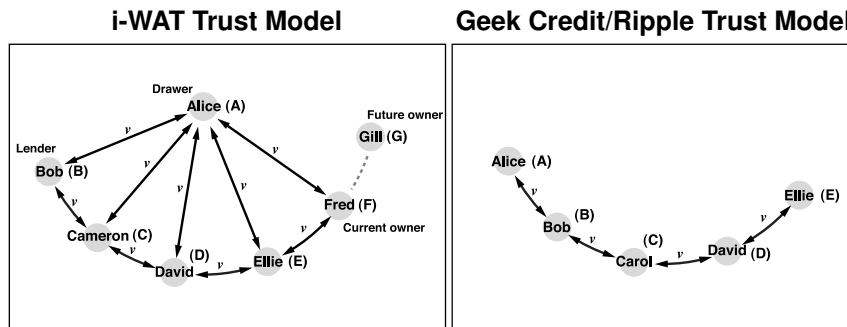 i-WAT Trust Model
Geek Credit/Ripple Trust Model
Drawer
Alice (A)
Future owner
Gill (G)
v
Lender
Bob (B)
v
v
v
v
v
Fred (F)
Current owner
Cameron (C)
v
David (D)
v
Ellie (E)
v
Alice (A)
v
Bob (B)
v
Carol (C)
v
David (D)
v
Ellie (E)